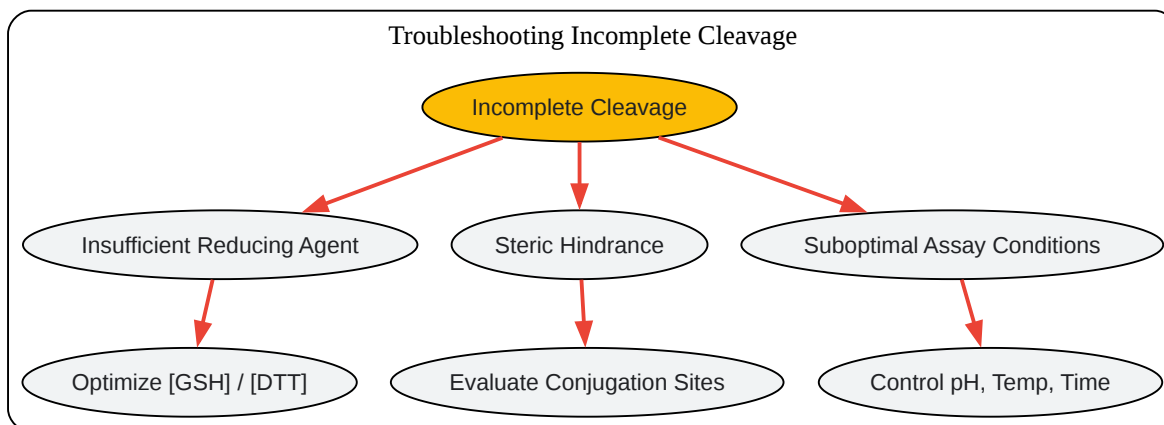 Troubleshooting Incomplete Cleavage
Incomplete Cleavage
Insufficient Reducing Agent
Steric Hindrance
Suboptimal Assay Conditions
Optimize [GSH] / [DTT]
Evaluate Conjugation Sites
Control pH, Temp, Time